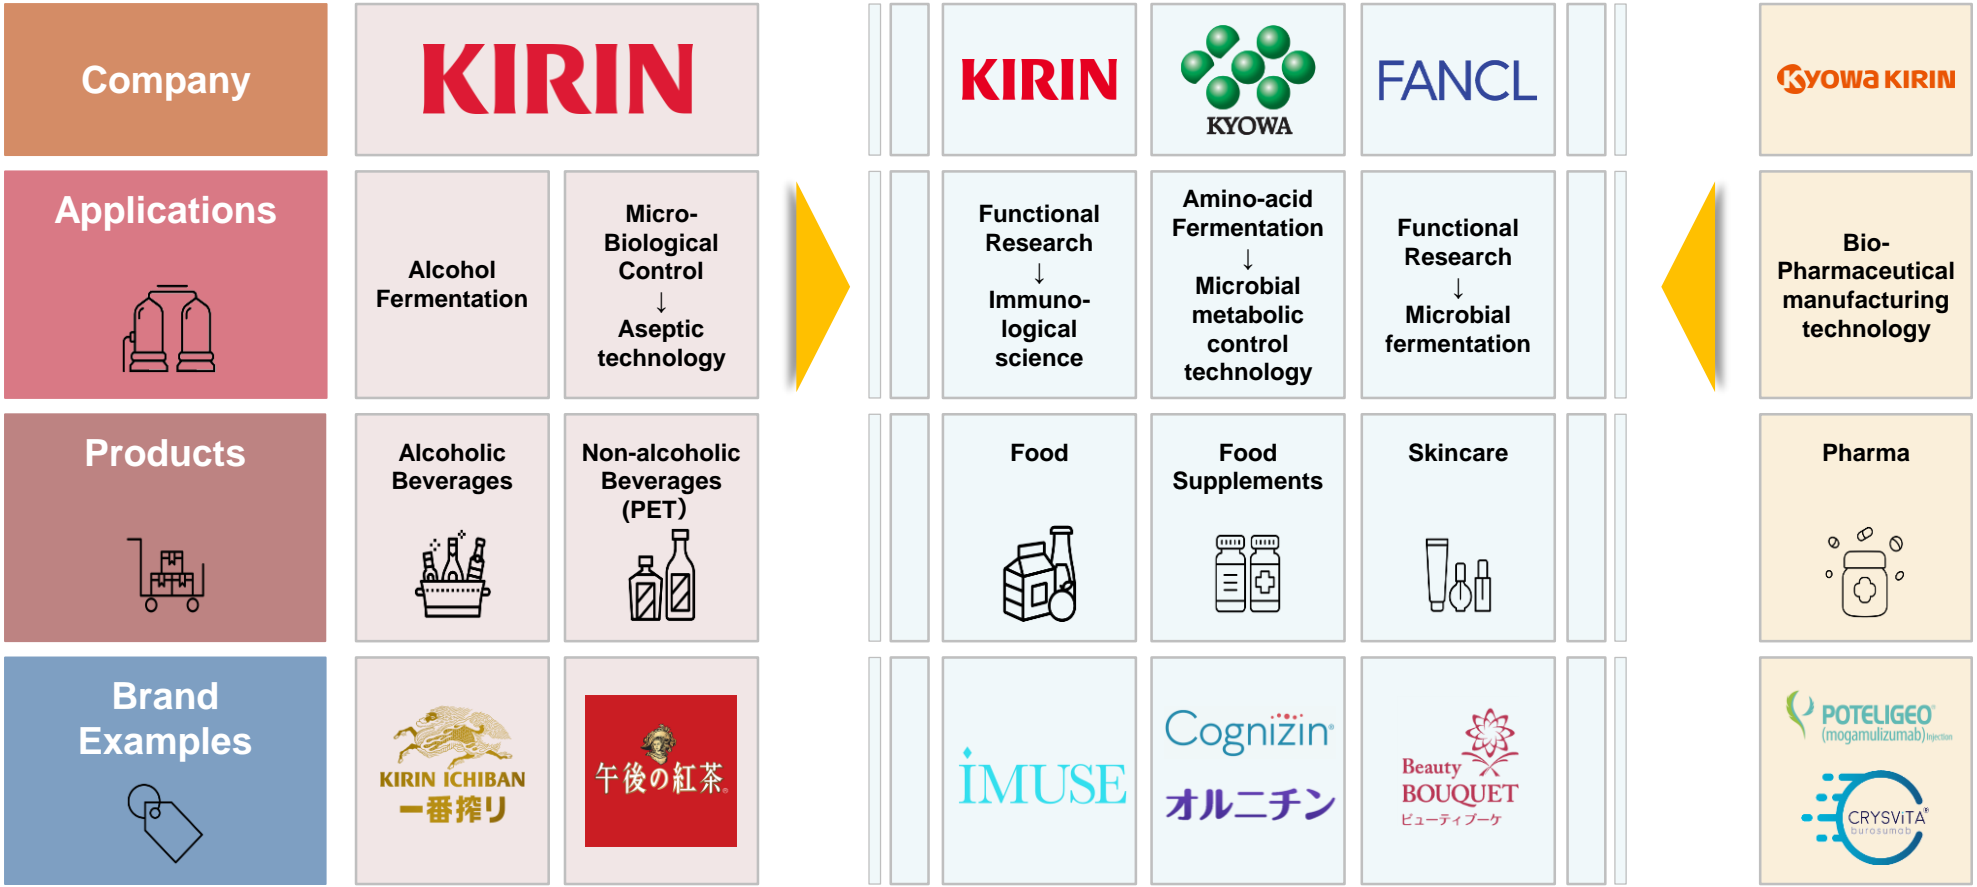 Company
KIRIN
KIRIN
KYOWA
FANCL
KYOWA KIRIN
Applications
Alcohol
Fermentation
Micro-
Biological
Control
↓
Aseptic
technology
Functional
Research
↓
Immuno-
logical
science
Amino-acid
Fermentation
↓
Microbial
metabolic
control
technology
Functional
Research
↓
Microbial
fermentation
Bio-
Pharmaceutical
manufacturing
technology
Products
Alcoholic
Beverages
Non-alcoholic
Beverages
(PET）
Food
Food
Supplements
Skincare
Pharma
Brand
Examples
KIRIN ICHIBAN
一番搾り
午後の紅茶®
iMUSE
Cognizin®
オルニチン
Beauty
BOUQUET
ビューティブーケ
POTELIGEO®
(mogamulizumab) Injection
CRYSViTA®
burosumab